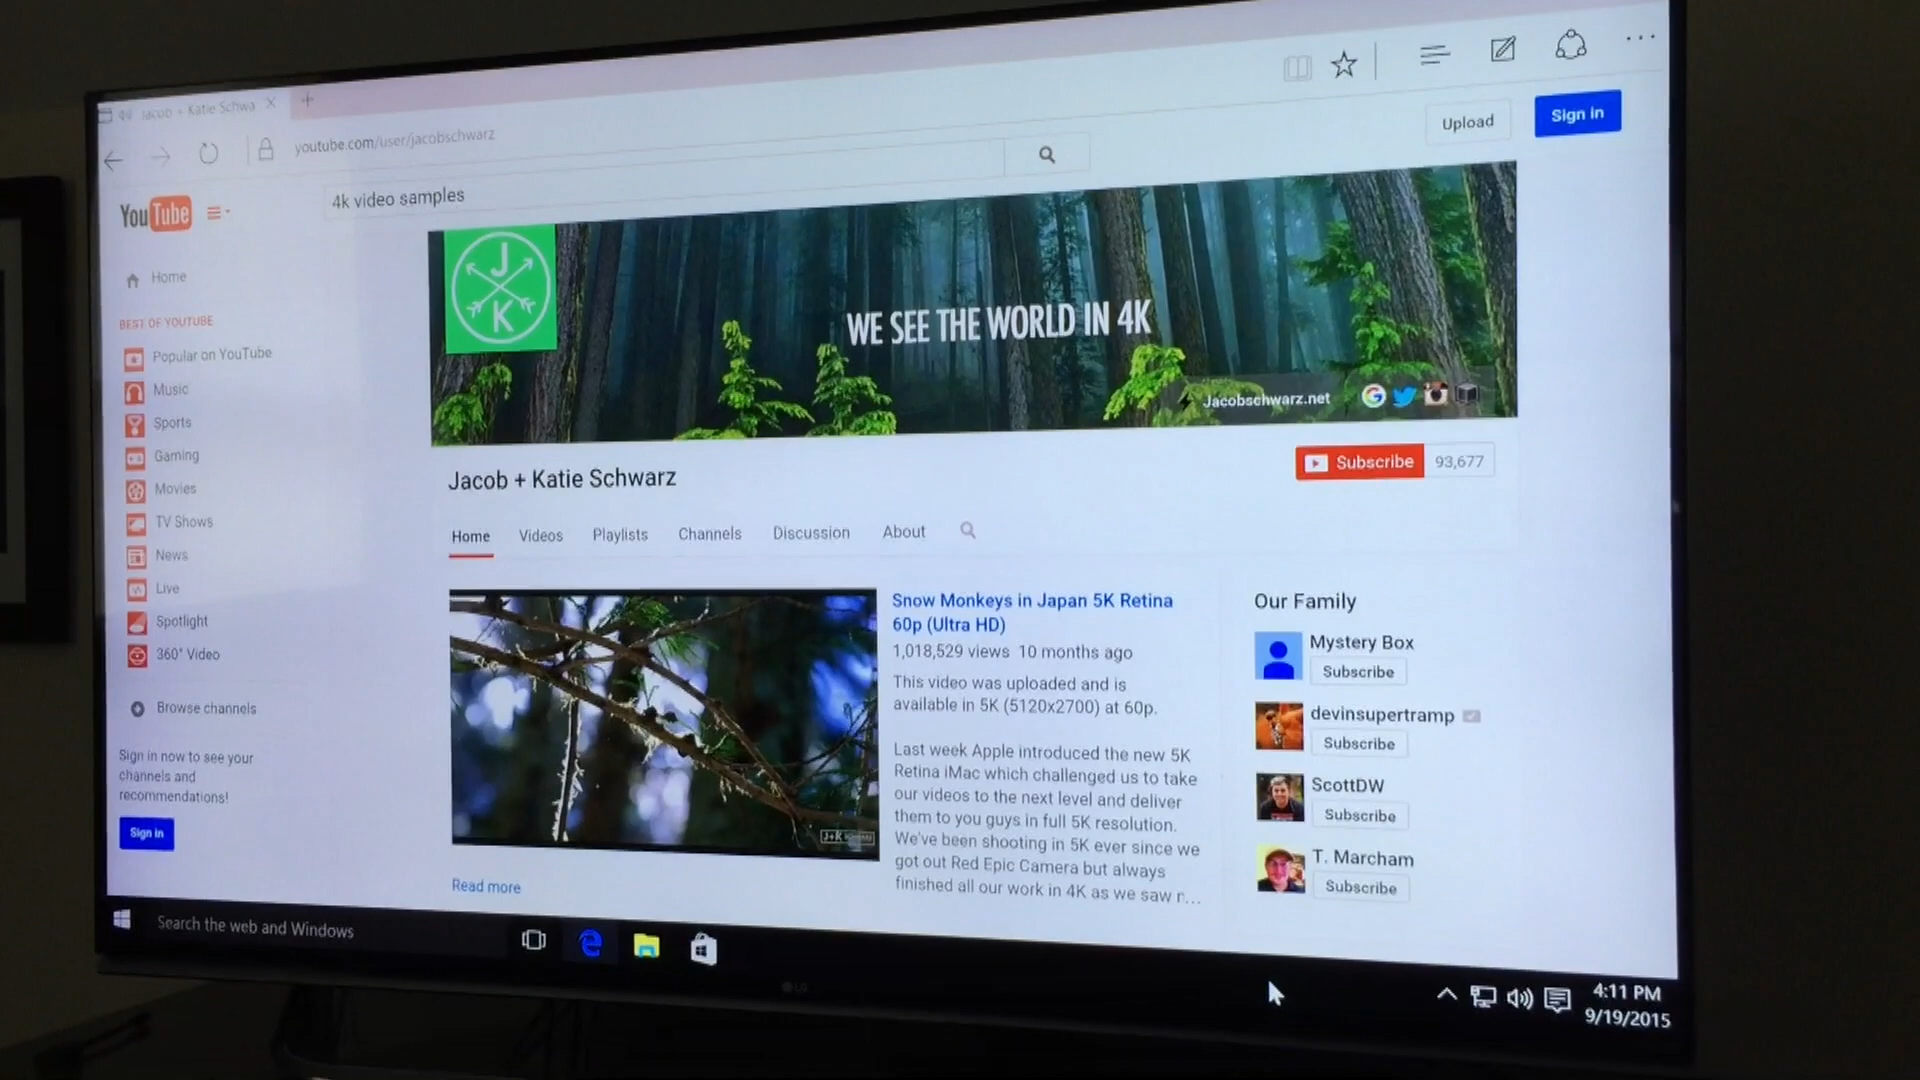 Jacob + Katie Schwa
youtube.com/user/jacobschwarz
Upload
Sign in
YouTube
4k video samples
J
K
WE SEE THE WORLD IN 4K
Jacobschwarz.net
Home
BEST OF YOUTUBE
Popular on YouTube
Music
Sports
Gaming
Movies
TV Shows
News
Live
Spotlight
360° Video
Browse channels
Sign in now to see your
channels and
recommendations!
Sign in
Jacob + Katie Schwarz
Subscribe 93,677
Home Videos Playlists Channels Discussion About
J+K SCHWARZ
Snow Monkeys in Japan 5K Retina
60p (Ultra HD)
1,018,529 views 10 months ago
This video was uploaded and is
available in 5K (5120x2700) at 60p.
Last week Apple introduced the new 5K
Retina iMac which challenged us to take
our videos to the next level and deliver
them to you guys in full 5K resolution.
We've been shooting in 5K ever since we
got out Red Epic Camera but always
finished all our work in 4K as we saw r...
Read more
Our Family
Mystery Box
Subscribe
devinsupertramp
Subscribe
ScottDW
Subscribe
T. Marcham
Subscribe
Search the web and Windows
4:11 PM
9/19/2015
LG